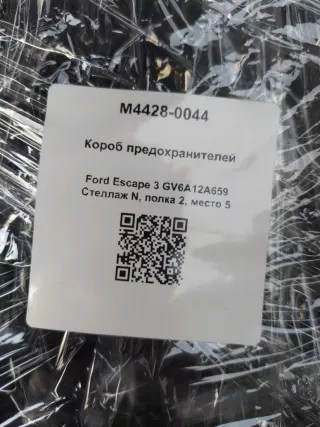 M4428-0044
Короб предохранителей
Ford Escape 3 GV6A12A659
Стеллаж N, полка 2, место 5